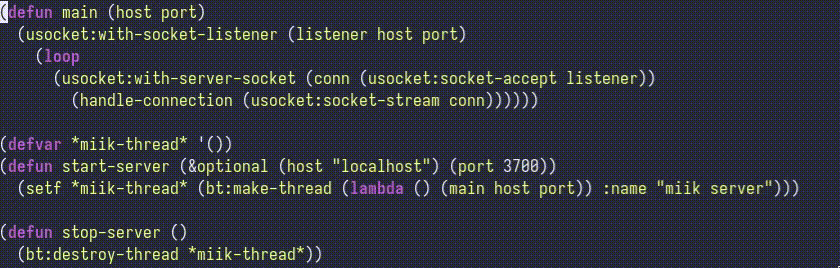 (defun main (host port)
  (usocket:with-socket-listener (listener host port)
    (loop
      (usocket:with-server-socket (conn (usocket:socket-accept listener))
        (handle-connection (usocket:socket-stream conn))))))

(defvar *miik-thread* '())
(defun start-server (&optional (host "localhost") (port 3700))
  (setf *miik-thread* (bt:make-thread (lambda () (main host port)) :name "miik server")))

(defun stop-server ()
  (bt:destroy-thread *miik-thread*))